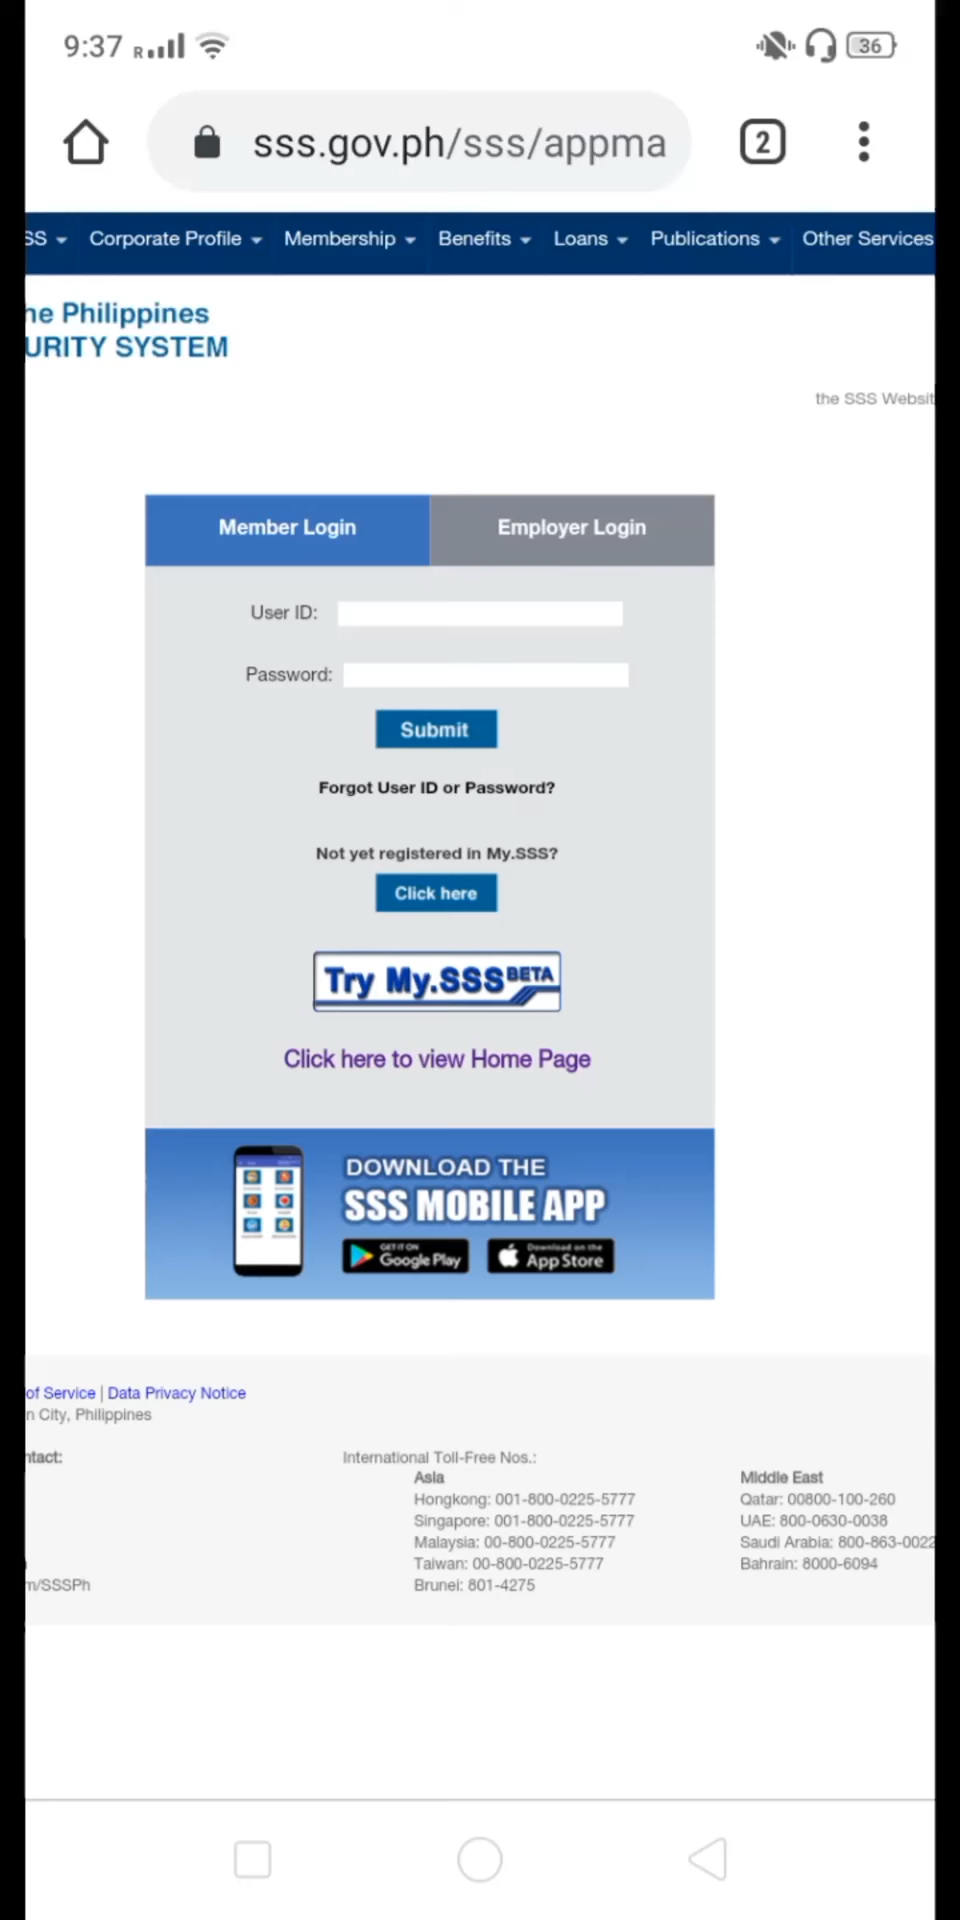 9:37 R 36
sss.gov.ph/sss/appma 2
SS Corporate Profile Membership Benefits Loans Publications Other Services
he Philippines
URITY SYSTEM
the SSS Websit
Member Login Employer Login
User ID:
Password:
Submit
Forgot User ID or Password?
Not yet registered in My.SSS?
Click here
Try My.SSS BETA
Click here to view Home Page
DOWNLOAD THE
SSS MOBILE APP
GET IT ON Google Play Download on the App Store
of Service | Data Privacy Notice
n City, Philippines
ntact: International Toll-Free Nos.:
Asia Middle East
Hongkong: 001-800-0225-5777 Qatar: 00800-100-260
Singapore: 001-800-0225-5777 UAE: 800-0630-0038
Malaysia: 00-800-0225-5777 Saudi Arabia: 800-863-0022
Taiwan: 00-800-0225-5777 Bahrain: 8000-6094
m/SSSPh Brunei: 801-4275